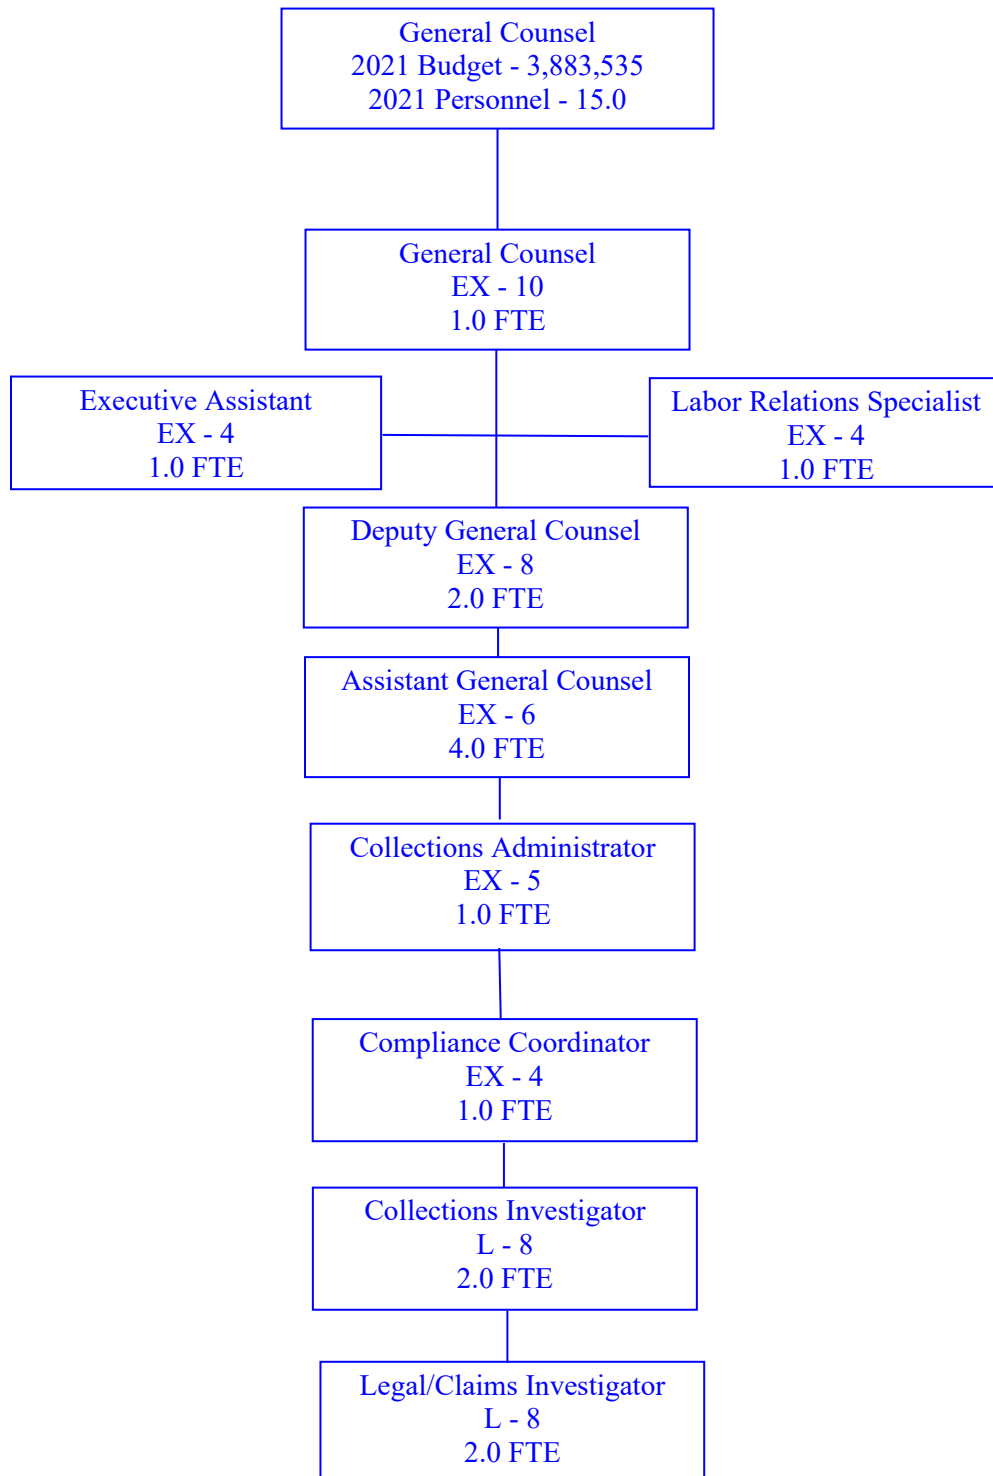 General Counsel
2021 Budget - 3,883,535
2021 Personnel - 15.0
General Counsel
EX - 10
1.0 FTE
Executive Assistant
EX - 4
1.0 FTE
Labor Relations Specialist
EX - 4
1.0 FTE
Deputy General Counsel
EX - 8
2.0 FTE
Assistant General Counsel
EX - 6
4.0 FTE
Collections Administrator
EX - 5
1.0 FTE
Compliance Coordinator
EX - 4
1.0 FTE
Collections Investigator
L - 8
2.0 FTE
Legal/Claims Investigator
L - 8
2.0 FTE